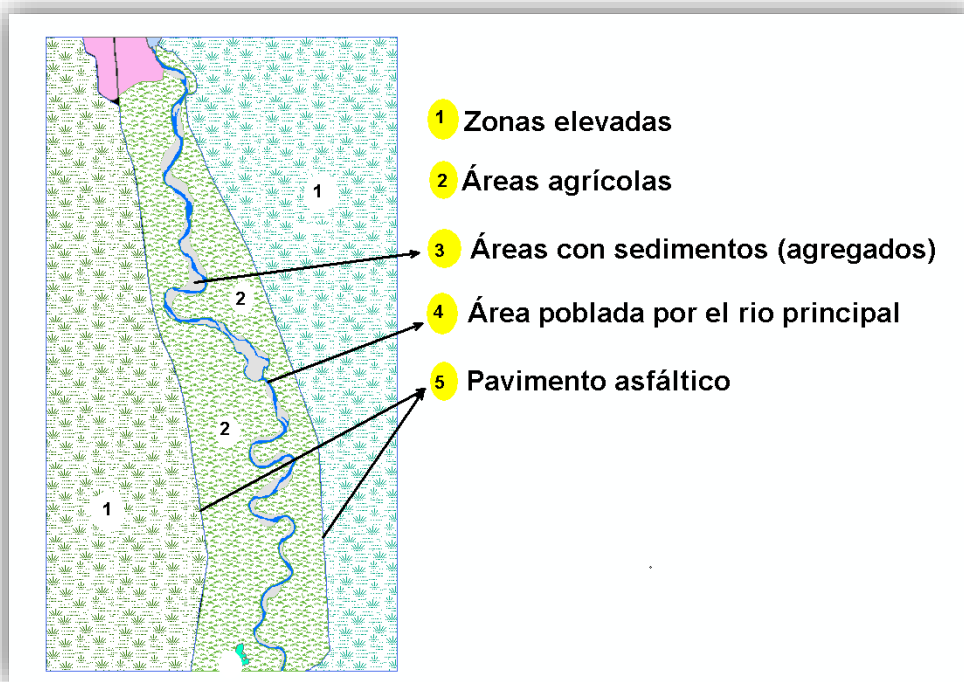 1 Zonas elevadas
2 Áreas agrícolas
3 Áreas con sedimentos (agregados)
4 Área poblada por el rio principal
5 Pavimento asfáltico
1
2
2
1